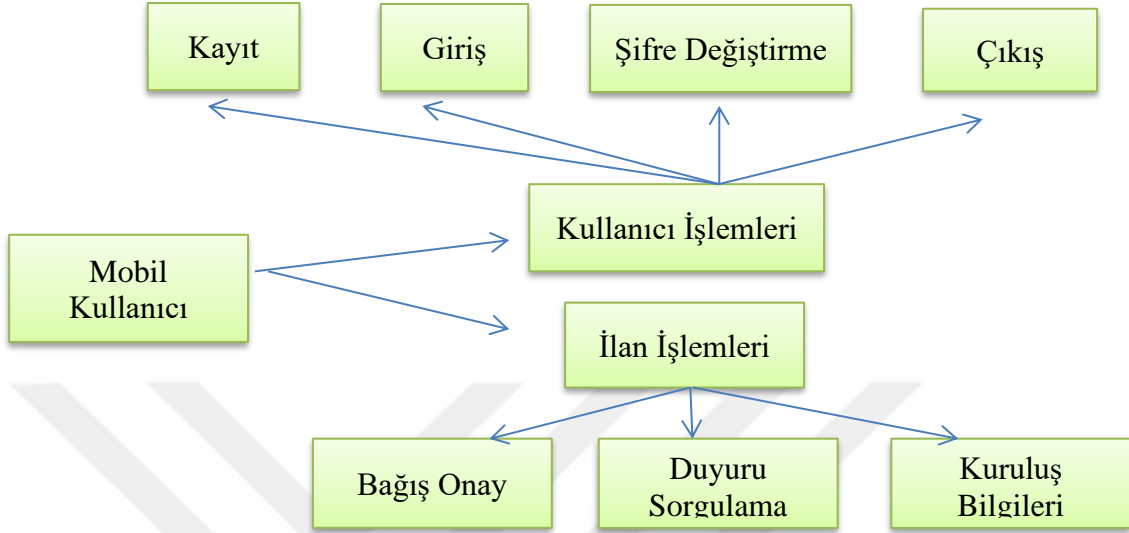 Kayıt
Giriş
Şifre Değiştirme
Çıkış
Kullanıcı İşlemleri
Mobil
Kullanıcı
İlan İşlemleri
Bağış Onay
Duyuru
Sorgulama
Kuruluş
Bilgileri